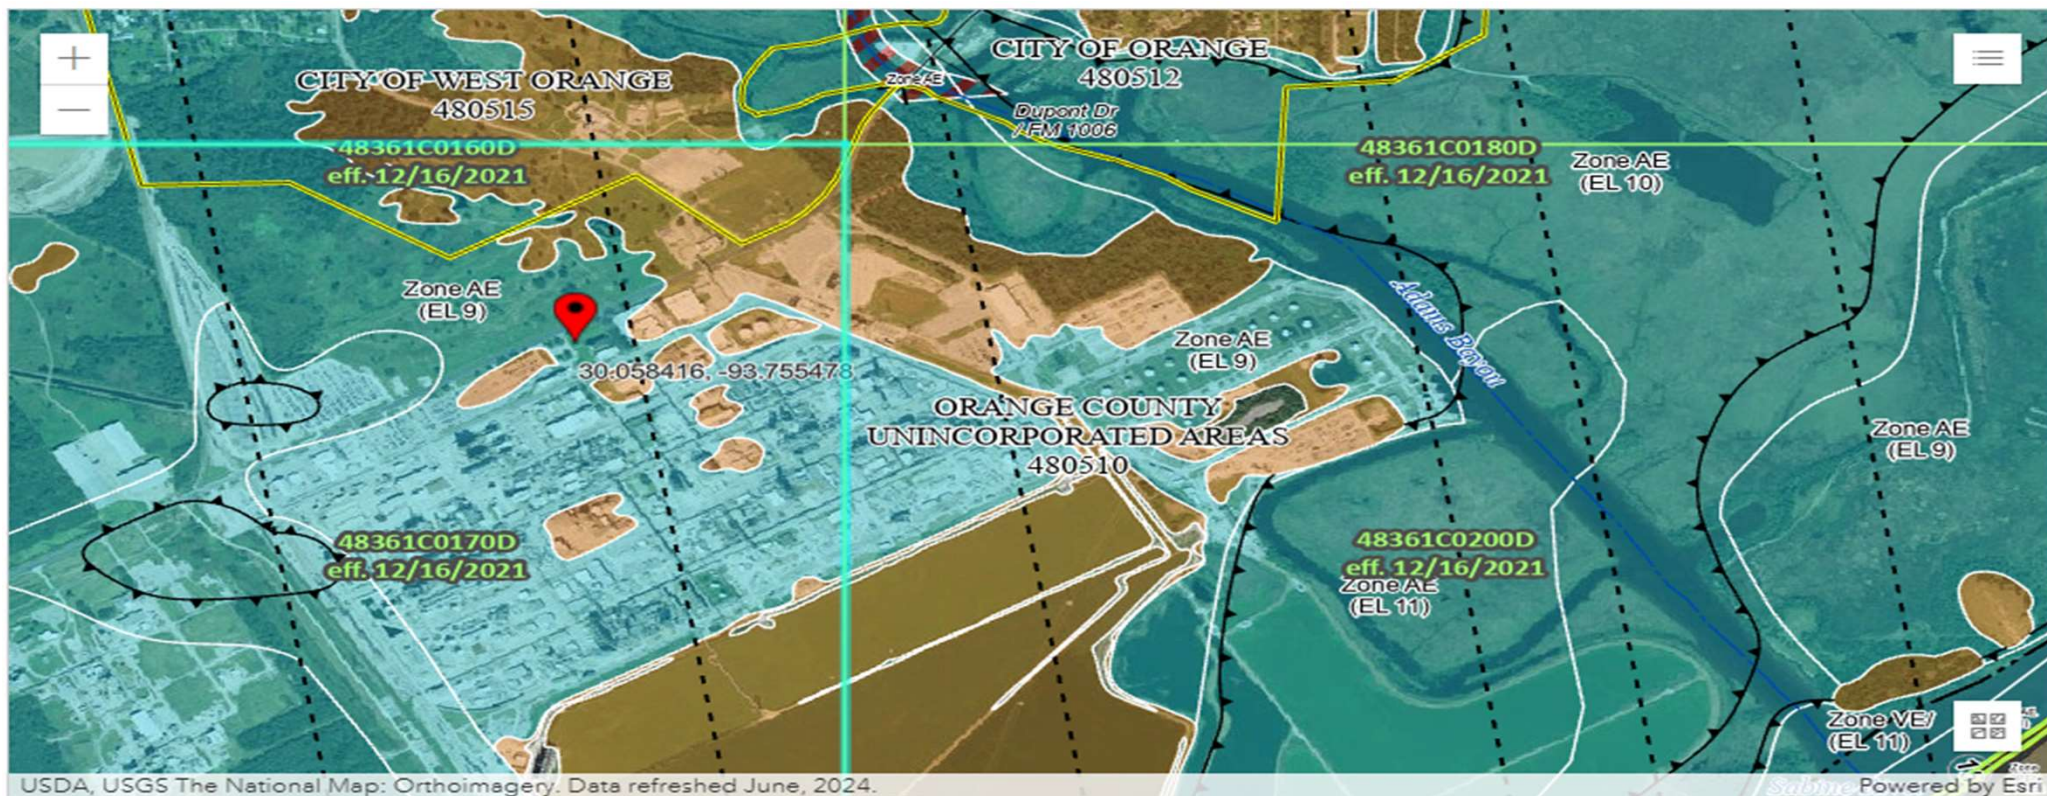 CITY OF WEST ORANGE
480515
48361C0160D
eff. 12/16/2021
CITY OF ORANGE
480512
Zone AE
Dupont Dr
/ FM 1006
48361C0180D
eff. 12/16/2021
Zone AE
(EL 10)
Zone AE
(EL 9)
30.058416, -93.755478
Zone AE
(EL 9)
Adams Bayou
ORANGE COUNTY
UNINCORPORATED AREAS
480510
Zone AE
(EL 9)
48361C0170D
eff. 12/16/2021
48361C0200D
eff. 12/16/2021
Zone AE
(EL 11)
Zone VE/
(EL 11)
Zone
Sabine
USDA, USGS The National Map: Orthoimagery. Data refreshed June, 2024.
Powered by Esri